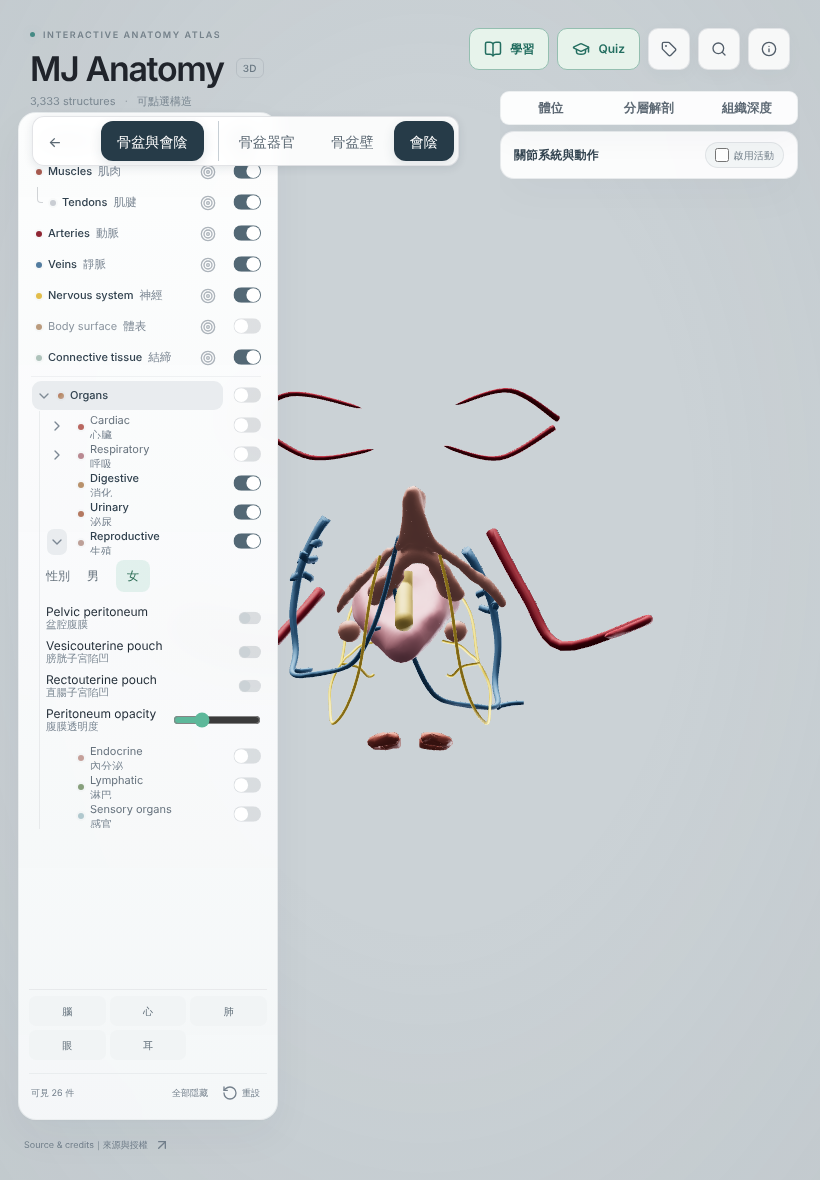 INTERACTIVE ANATOMY ATLAS
MJ Anatomy 3D
3,333 structures · 可點選構造
學習
Quiz
體位 分層解剖 組織深度
關節系統與動作 啟用活動
← 骨盆與會陰 骨盆器官 骨盆壁 會陰
Muscles 肌肉
Tendons 肌腱
Arteries 動脈
Veins 靜脈
Nervous system 神經
Body surface 體表
Connective tissue 結締
Organs
Cardiac
心臟
Respiratory
呼吸
Digestive
消化
Urinary
泌尿
Reproductive
生殖
性別 男 女
Pelvic peritoneum
盆腔腹膜
Vesicouterine pouch
膀胱子宮陷凹
Rectouterine pouch
直腸子宮陷凹
Peritoneum opacity
腹膜透明度
Endocrine
內分泌
Lymphatic
淋巴
Sensory organs
感官
腦 心 肺
眼 耳
可見 26 件 全部隱藏 重設
Source & credits | 來源與授權